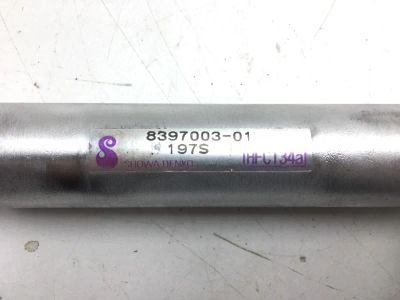 8397003-01
197S
[HFC134a]
SHOWA DENKO